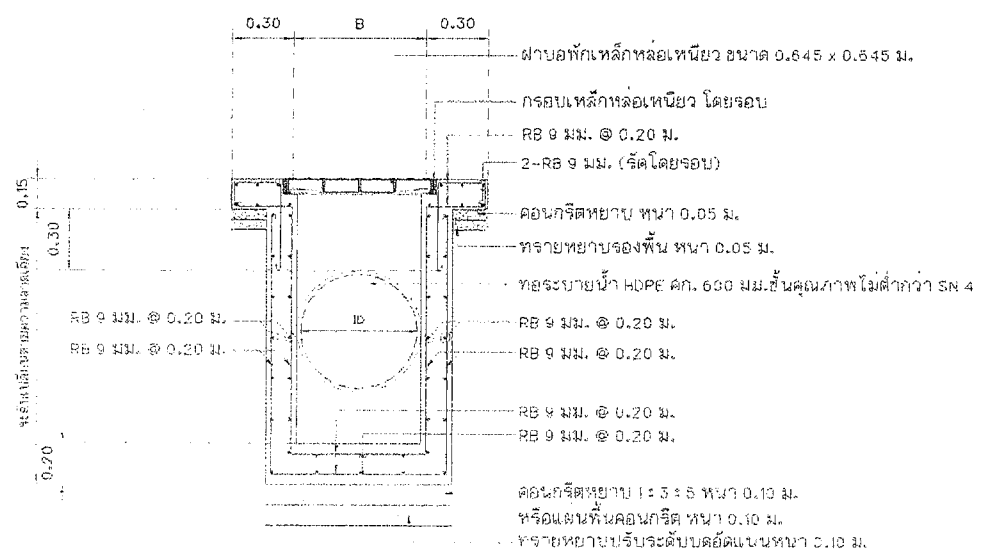 0.30 B 0.30
ฝาบ่อพักเหล็กหล่อเหนียว ขนาด 0.645 x 0.645 ม.
กรอบเหล็กหล่อเหนียว โดยรอบ
RB 9 มม. @ 0.20 ม.
2-RB 9 มม. (รัดโดยรอบ)
0.15
คอนกรีตหยาบ หนา 0.05 ม.
0.30
ทรายหยาบรองพื้น หนา 0.05 ม.
ท่อระบายน้ำ HDPE ศก. 600 มม.ชั้นคุณภาพไม่ต่ำกว่า SN 4
ID
RB 9 มม. @ 0.20 ม.
RB 9 มม. @ 0.20 ม.
RB 9 มม. @ 0.20 ม.
RB 9 มม. @ 0.20 ม.
RB 9 มม. @ 0.20 ม.
RB 9 มม. @ 0.20 ม.
0.20
คอนกรีตหยาบ 1 : 3 : 5 หนา 0.10 ม.
หรือแผ่นพื้นคอนกรีต หนา 0.10 ม.
ทรายหยาบปรับระดับบดอัดแน่นหนา 0.10 ม.